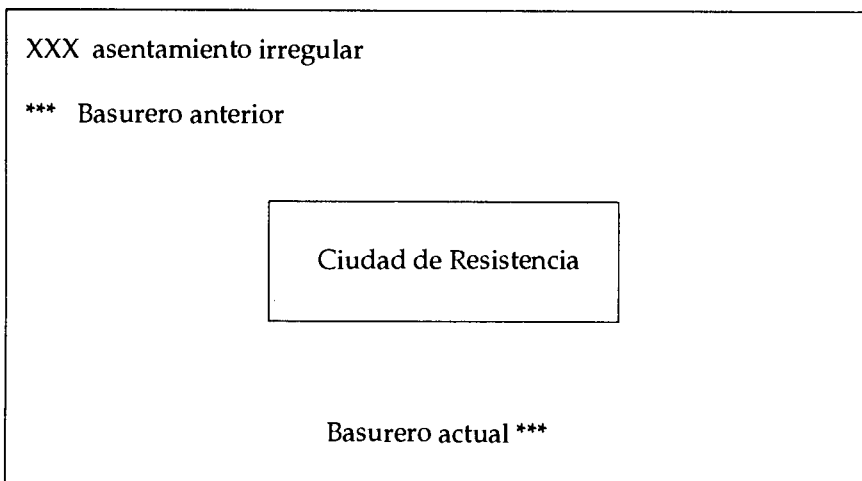 XXX asentamiento irregular
*** Basurero anterior
Ciudad de Resistencia
Basurero actual ***